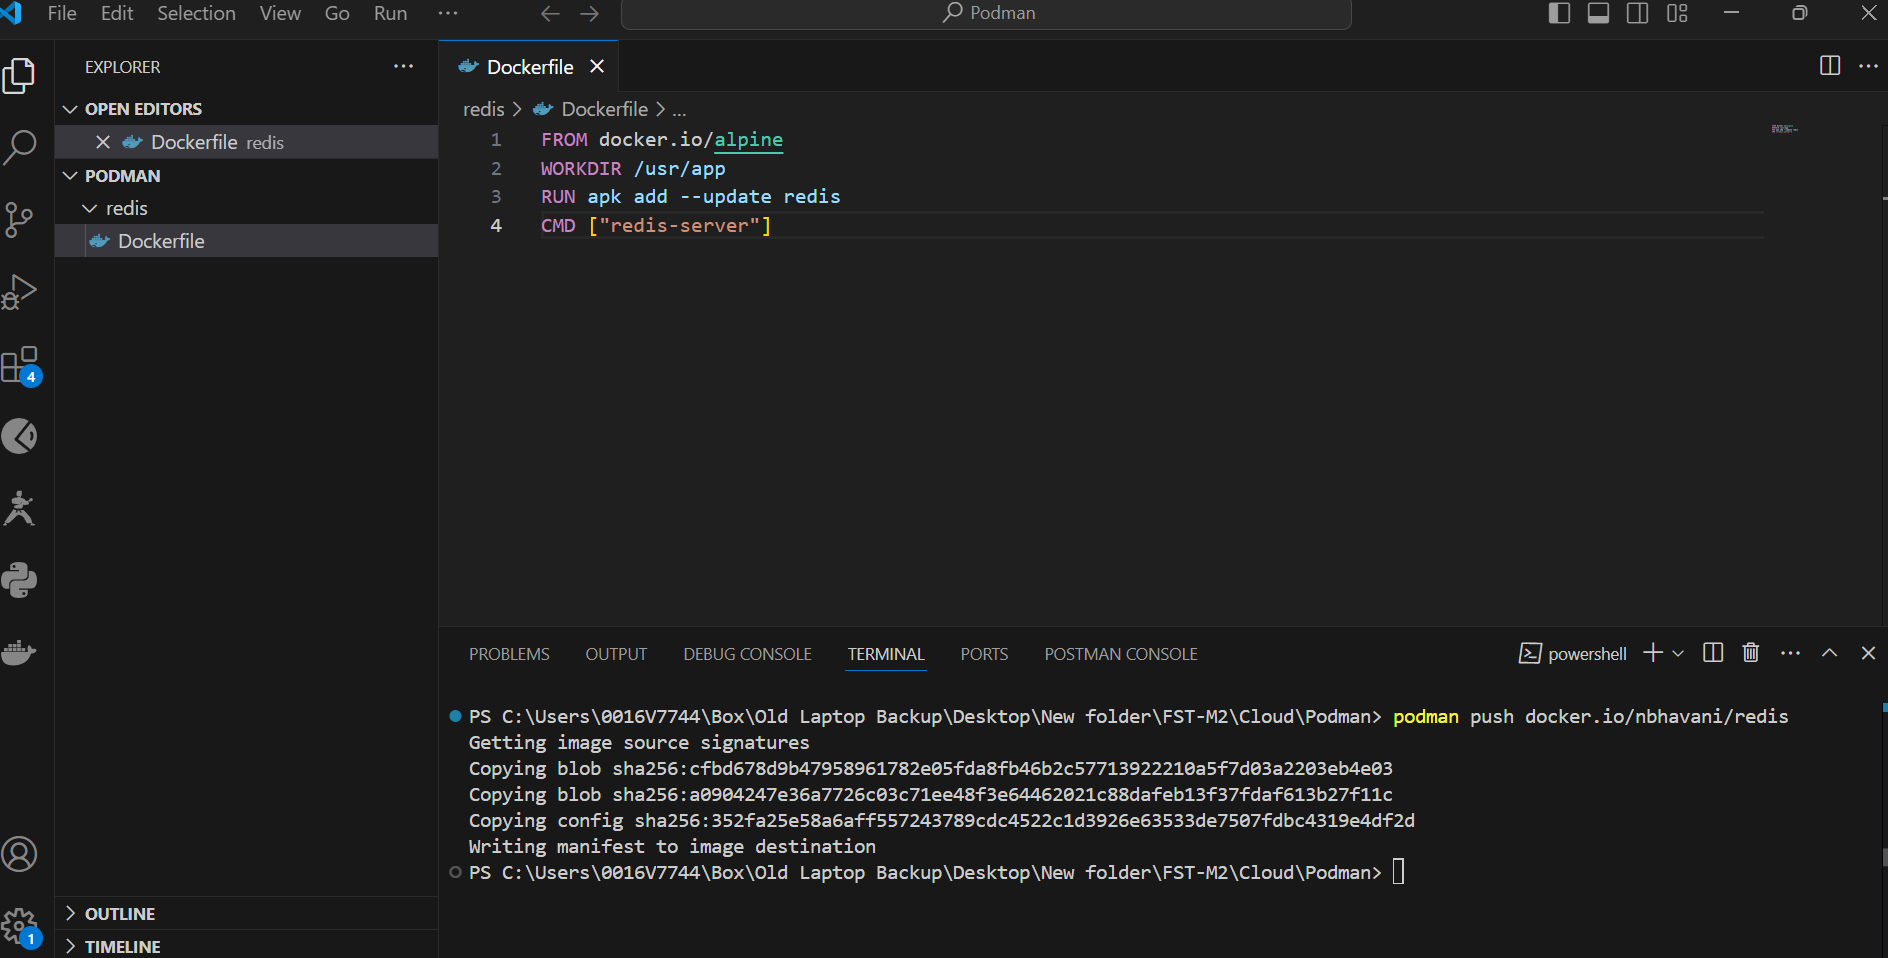 File Edit Selection View Go Run ··· Podman
EXPLORER ···
OPEN EDITORS
Dockerfile redis
PODMAN
redis
Dockerfile
4
1
OUTLINE
TIMELINE
Dockerfile
redis > Dockerfile > ...
1 FROM docker.io/alpine
2 WORKDIR /usr/app
3 RUN apk add --update redis
4 CMD ["redis-server"]
PROBLEMS OUTPUT DEBUG CONSOLE TERMINAL PORTS POSTMAN CONSOLE powershell
PS C:\Users\0016V7744\Box\Old Laptop Backup\Desktop\New folder\FST-M2\Cloud\Podman> podman push docker.io/nbhavani/redis
Getting image source signatures
Copying blob sha256:cfbd678d9b47958961782e05fda8fb46b2c57713922210a5f7d03a2203eb4e03
Copying blob sha256:a0904247e36a7726c03c71ee48f3e64462021c88dafeb13f37fdaf613b27f11c
Copying config sha256:352fa25e58a6aff557243789cdc4522c1d3926e63533de7507fdbc4319e4df2d
Writing manifest to image destination
PS C:\Users\0016V7744\Box\Old Laptop Backup\Desktop\New folder\FST-M2\Cloud\Podman>